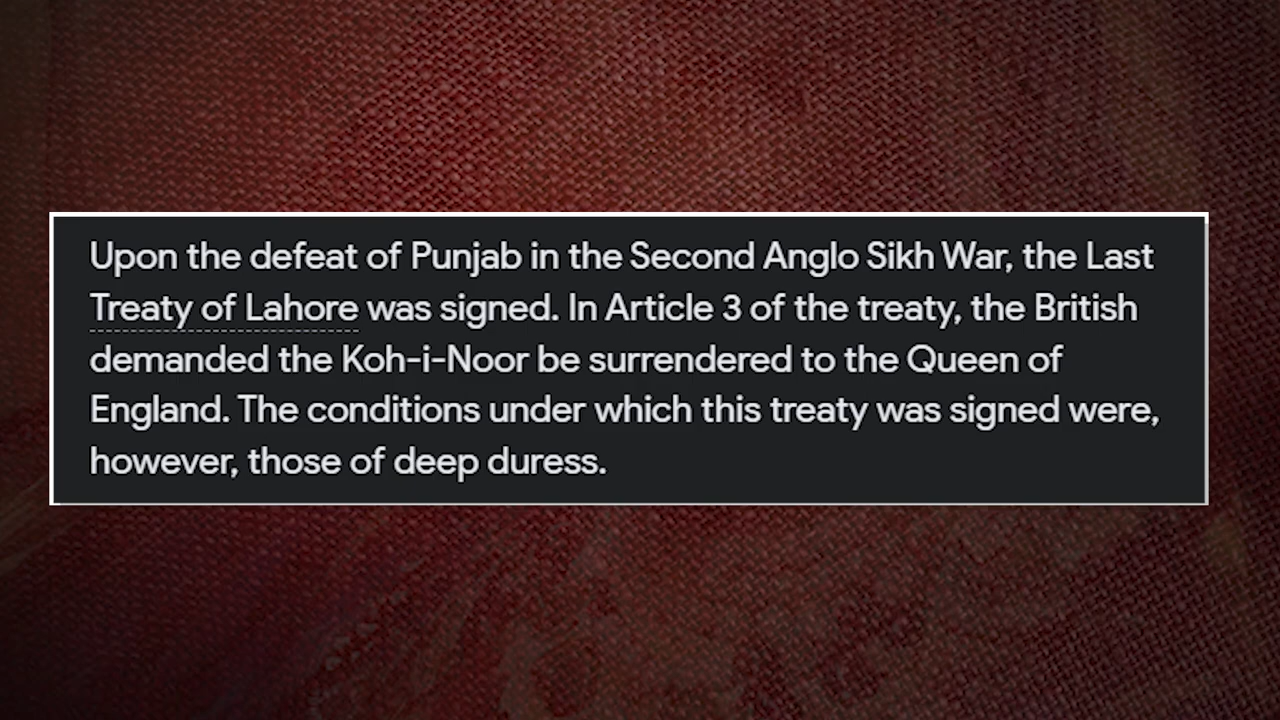 Upon the defeat of Punjab in the Second Anglo Sikh War, the Last
Treaty of Lahore was signed. In Article 3 of the treaty, the British
demanded the Koh-i-Noor be surrendered to the Queen of
England. The conditions under which this treaty was signed were,
however, those of deep duress.